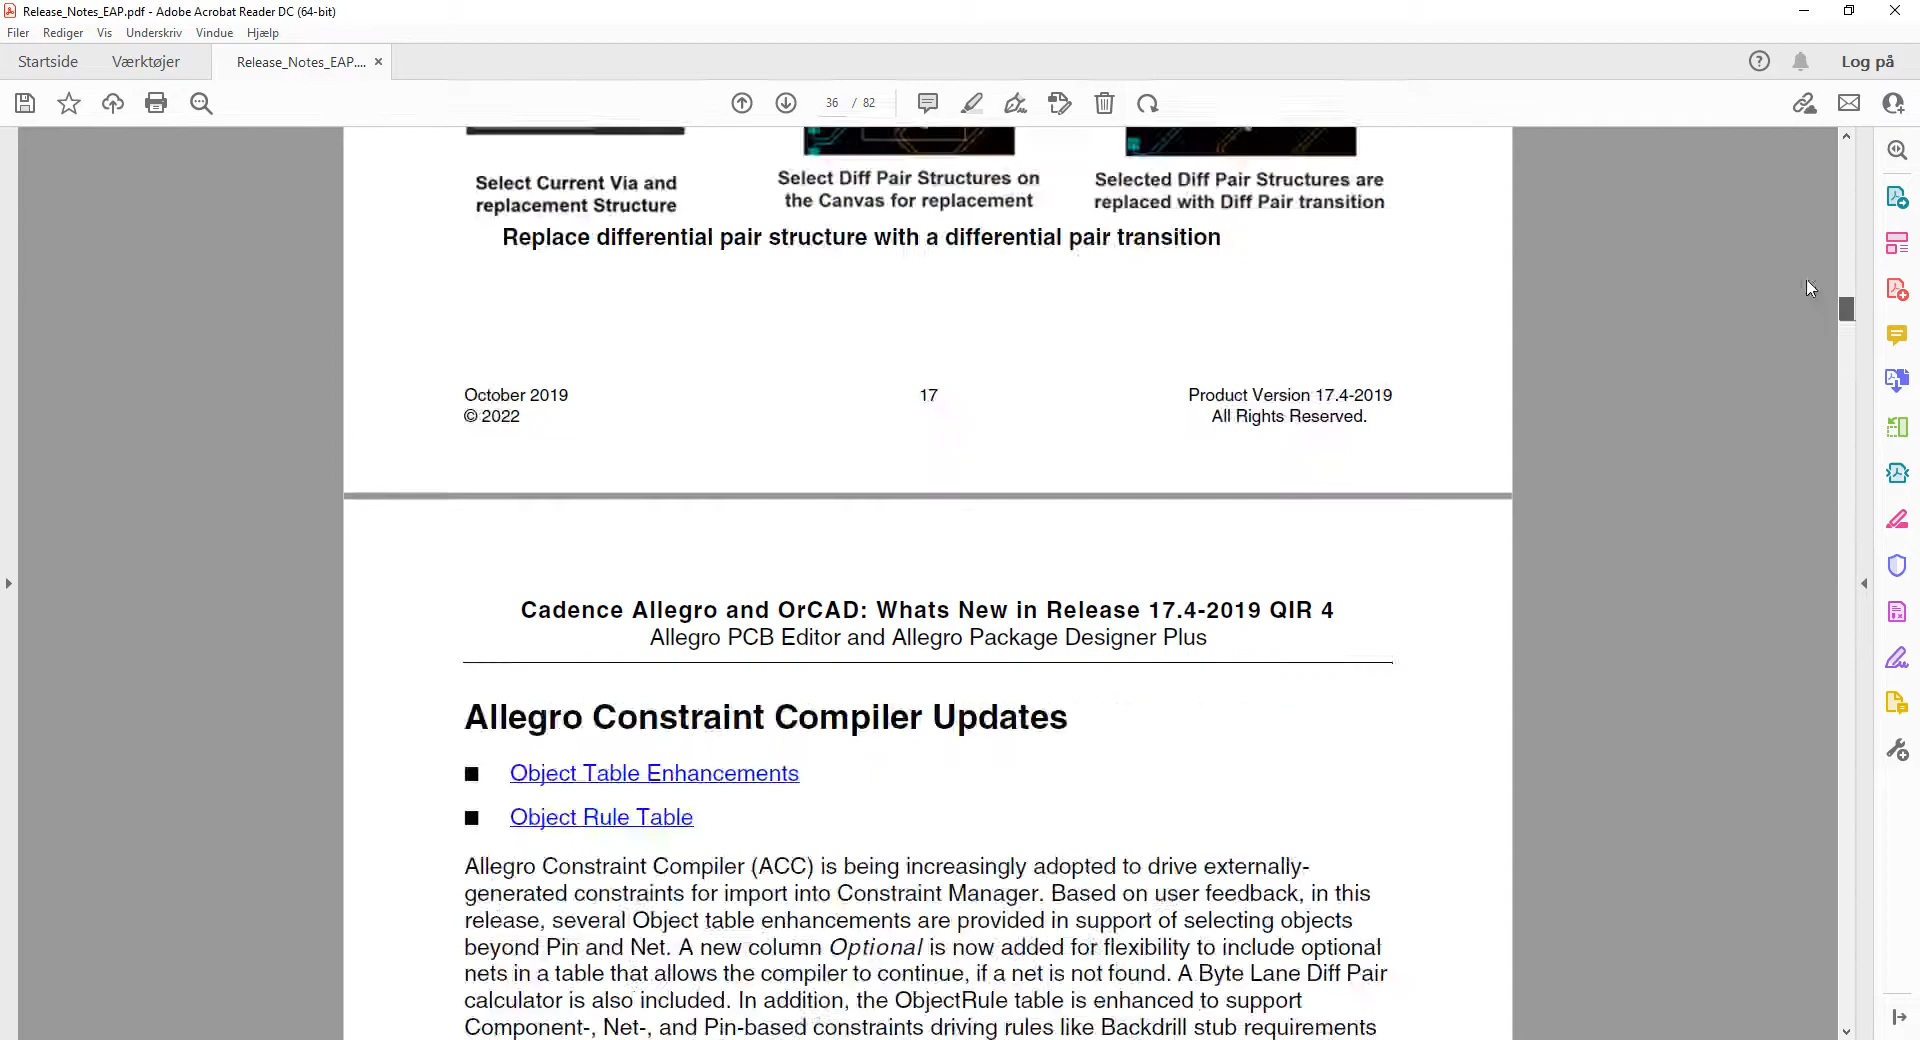 Release_Notes_EAP.pdf - Adobe Acrobat Reader DC (64-bit)
Filer Rediger Vis Underskriv Vindue Hjælp
Startside Værktøjer Release_Notes_EAP.... × Log på
36 / 82
Select Current Via and
replacement Structure
Select Diff Pair Structures on
the Canvas for replacement
Selected Diff Pair Structures are
replaced with Diff Pair transition
Replace differential pair structure with a differential pair transition
October 2019 17 Product Version 17.4-2019
© 2022 All Rights Reserved.
Cadence Allegro and OrCAD: Whats New in Release 17.4-2019 QIR 4
Allegro PCB Editor and Allegro Package Designer Plus
Allegro Constraint Compiler Updates
■ Object Table Enhancements
■ Object Rule Table
Allegro Constraint Compiler (ACC) is being increasingly adopted to drive externally-
generated constraints for import into Constraint Manager. Based on user feedback, in this
release, several Object table enhancements are provided in support of selecting objects
beyond Pin and Net. A new column Optional is now added for flexibility to include optional
nets in a table that allows the compiler to continue, if a net is not found. A Byte Lane Diff Pair
calculator is also included. In addition, the ObjectRule table is enhanced to support
Component-, Net-, and Pin-based constraints driving rules like Backdrill stub requirements